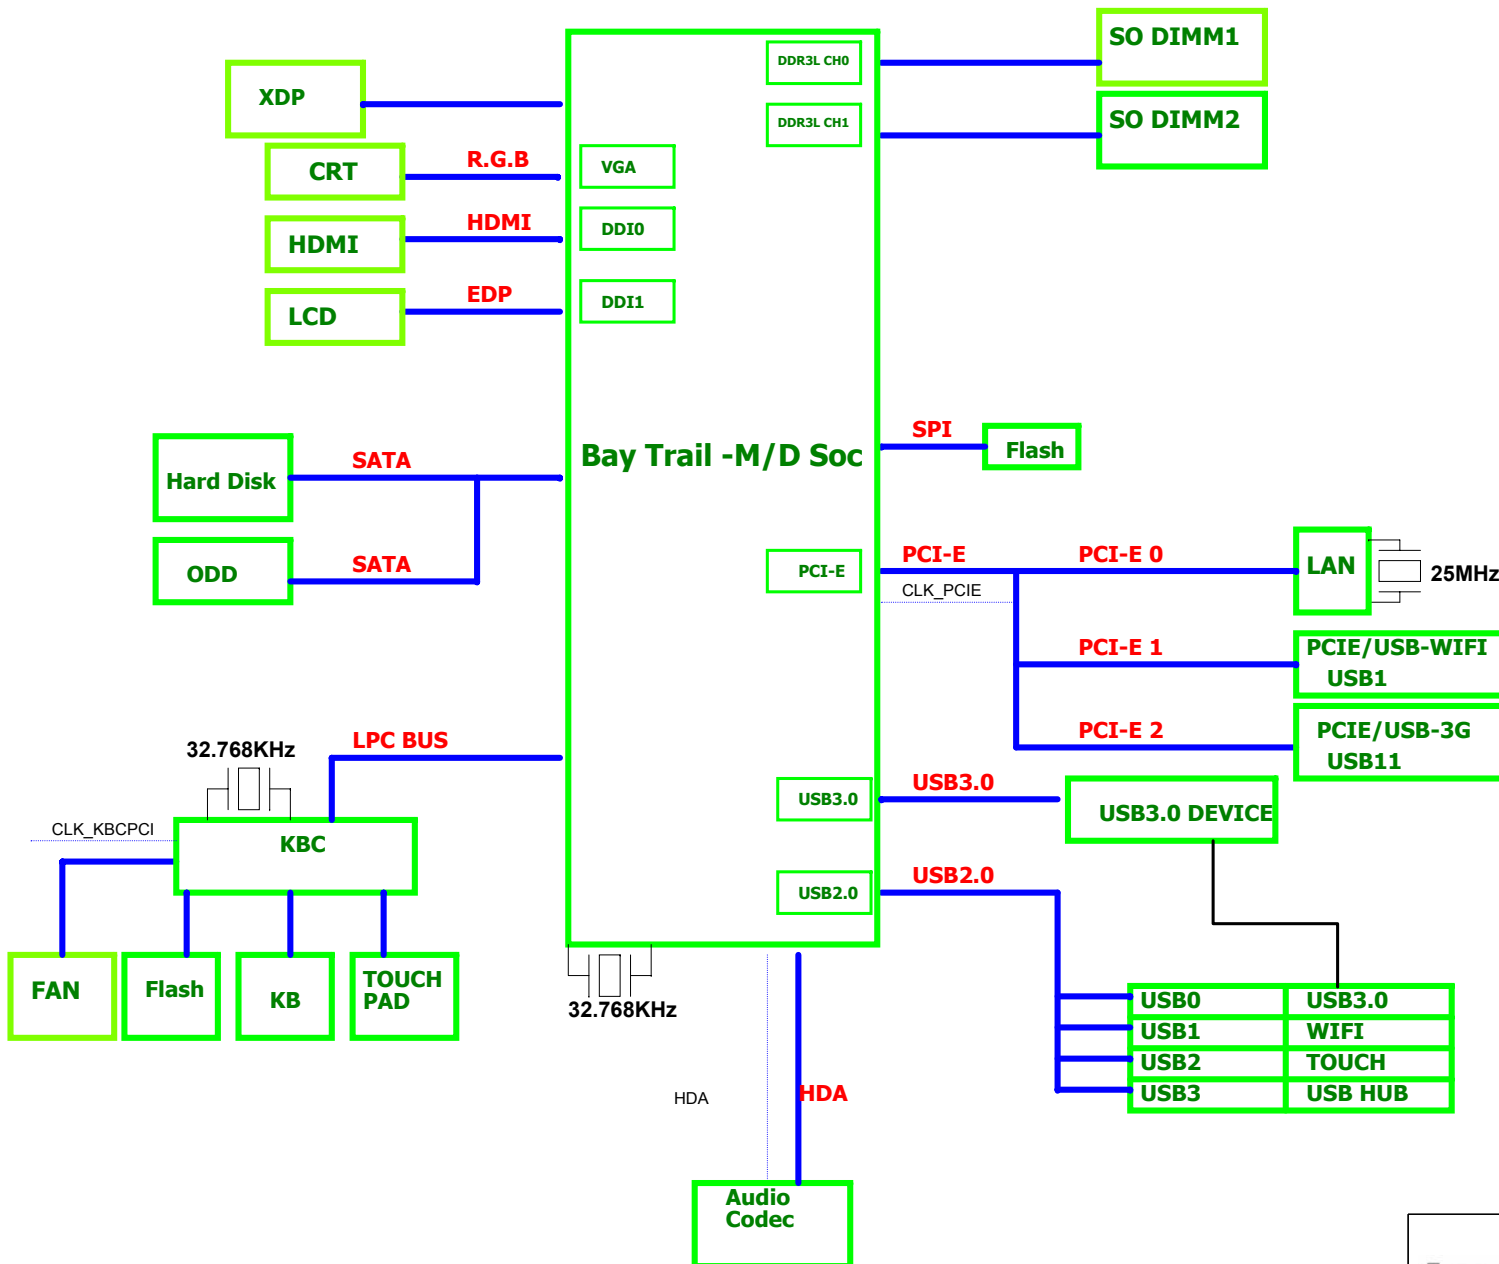 SO DIMM1
DDR3L CH0
XDP
SO DIMM2
DDR3L CH1
CRT
R.G.B
VGA
HDMI
HDMI
DDI0
LCD
EDP
DDI1
Bay Trail -M/D Soc
SPI
Flash
Hard Disk
SATA
ODD
SATA
PCI-E
PCI-E
PCI-E 0
LAN
25MHz
CLK_PCIE
PCI-E 1
PCIE/USB-WIFI
USB1
PCI-E 2
PCIE/USB-3G
USB11
32.768KHz
LPC BUS
USB3.0
USB3.0
USB3.0 DEVICE
CLK_KBCPCI
KBC
USB2.0
USB2.0
FAN
Flash
KB
TOUCH
PAD
32.768KHz
USB0
USB3.0
USB1
WIFI
USB2
TOUCH
USB3
USB HUB
HDA
HDA
Audio
Codec